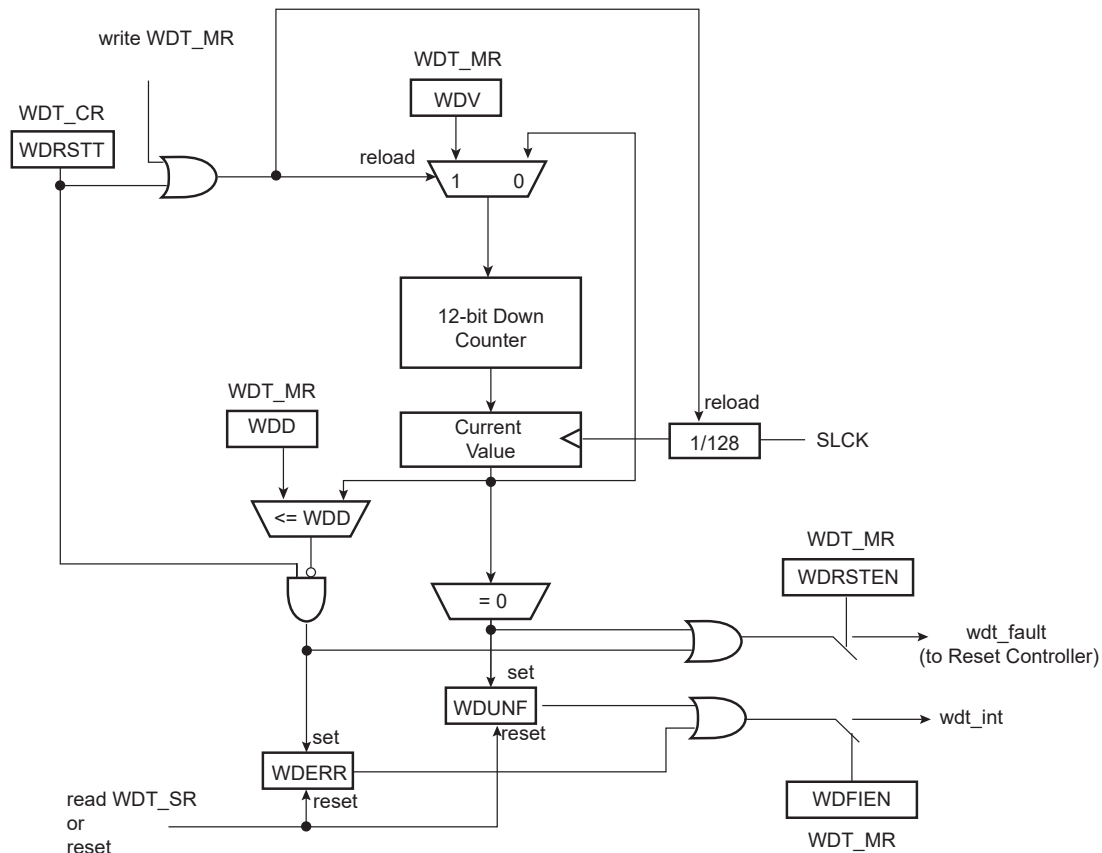 write WDT_MR
WDT_MR
WDV
WDT_CR
WDRSTT
reload
1 0
12-bit Down
Counter
WDT_MR
WDD
reload
Current
Value
1/128
SLCK
<= WDD
WDT_MR
WDRSTEN
= 0
wdt_fault
(to Reset Controller)
set
WDUNF
reset
wdt_int
set
WDERR
reset
read WDT_SR
or
reset
WDFIEN
WDT_MR